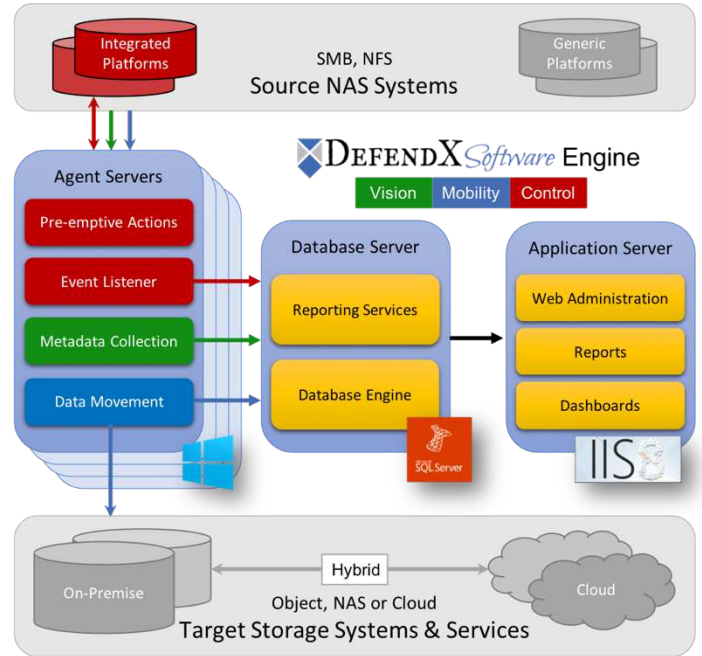 Integrated
Platforms
SMB, NFS
Source NAS Systems
Generic
Platforms
DEFENDX Software Engine
Vision Mobility Control
Agent Servers
Pre-emptive Actions
Event Listener
Metadata Collection
Data Movement
Database Server
Reporting Services
Database Engine
SQL Server
Application Server
Web Administration
Reports
Dashboards
IIS 8
On-Premise
Hybrid
Cloud
Object, NAS or Cloud
Target Storage Systems & Services